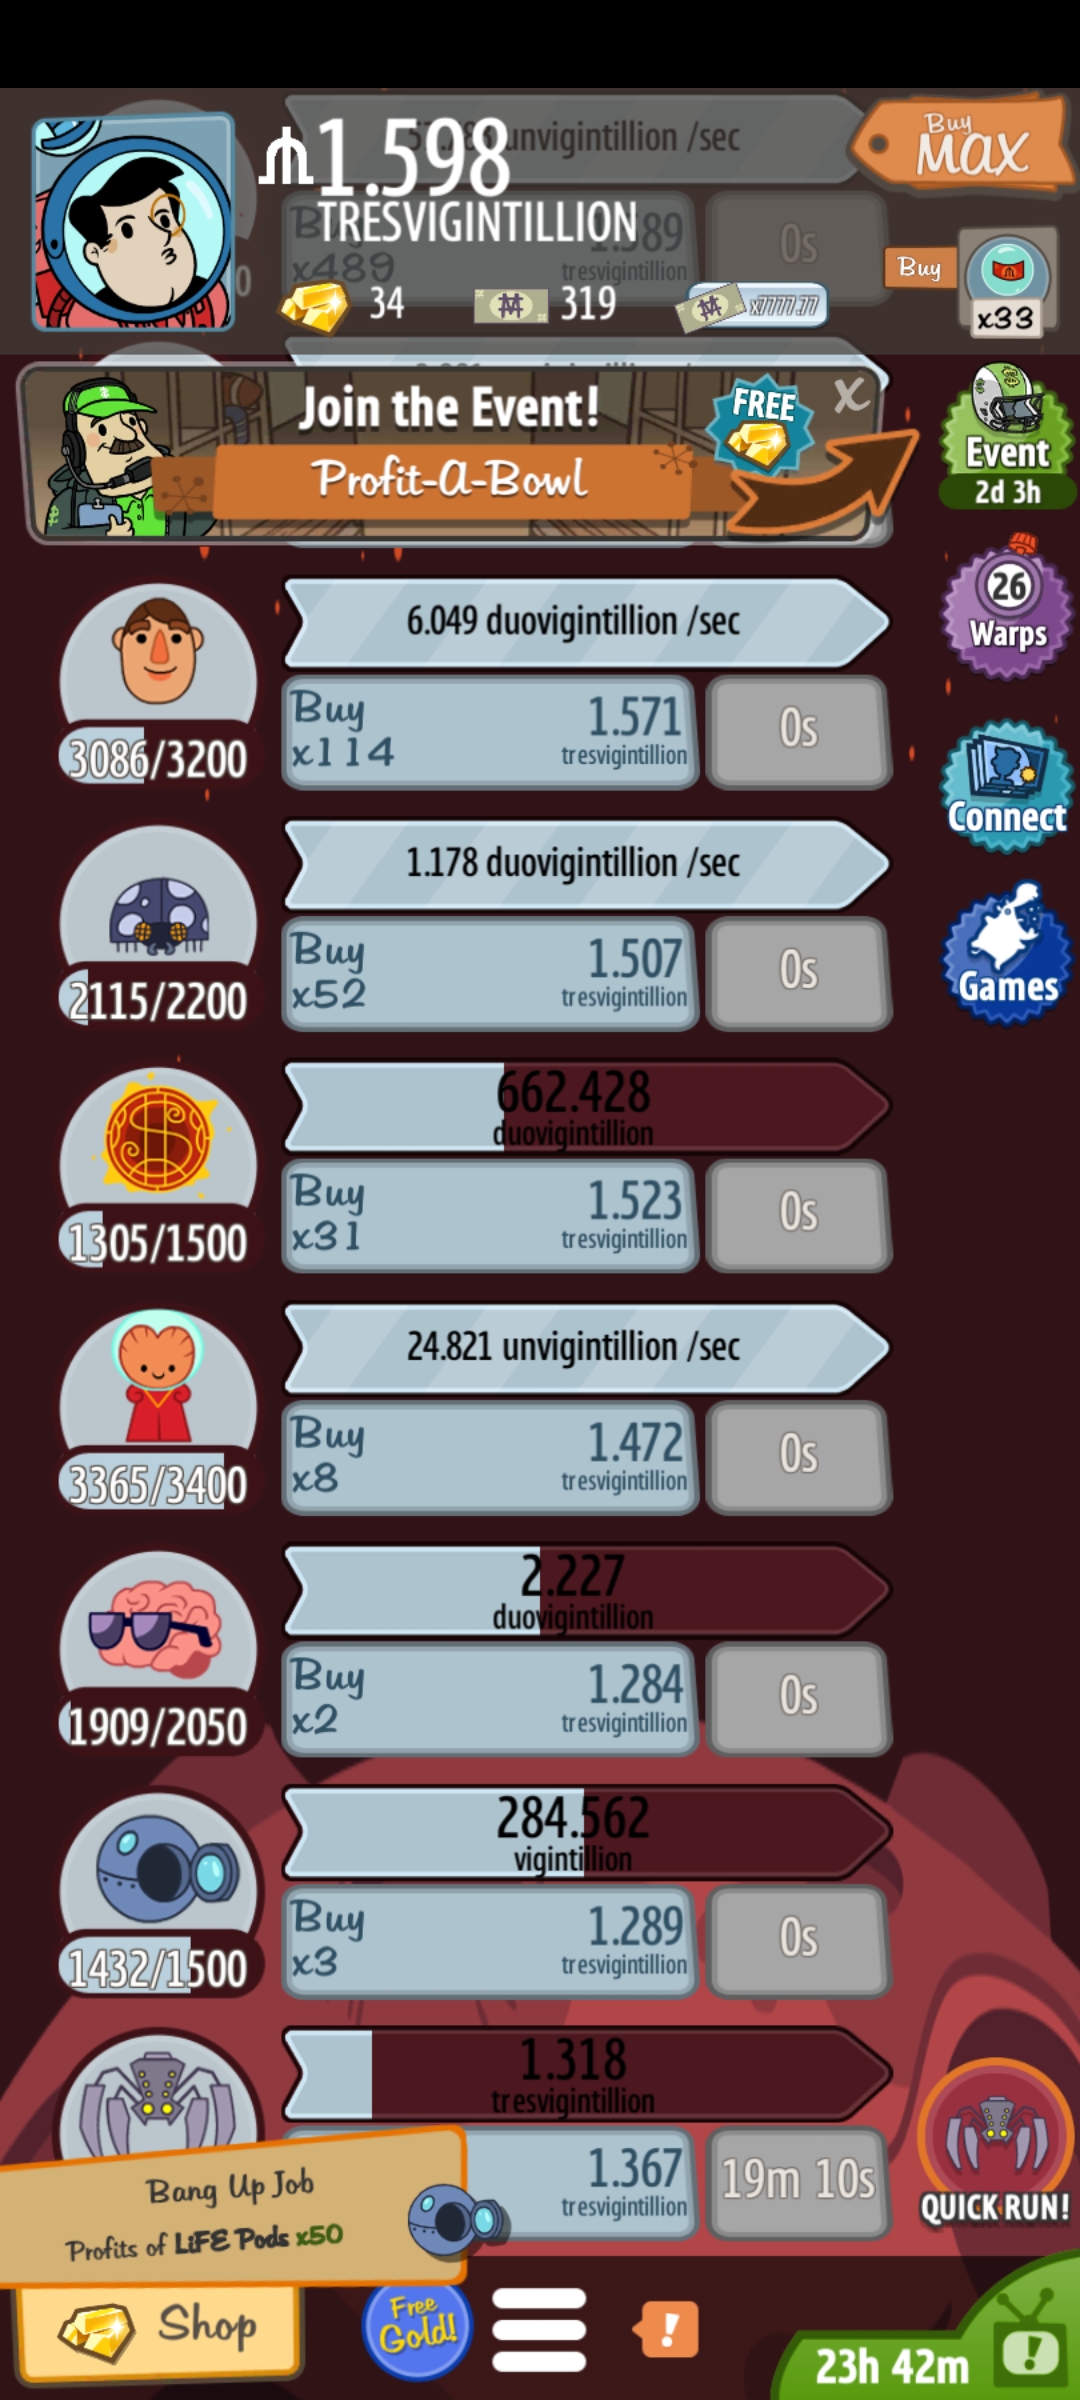 unvigintillion /sec
1.598
TRESVIGINTILLION
Buy
MAX
x489
1.589
tresvigintillion
0s
34
319
x7777.77
Buy
x33
Join the Event!
FREE
X
Profit-A-Bowl
Event
2d 3h
6.049 duovigintillion /sec
26
Warps
3086/3200
Buy
x114
1.571
tresvigintillion
0s
Connect
1.178 duovigintillion /sec
2115/2200
Buy
x52
1.507
tresvigintillion
0s
Games
662.428
duovigintillion
1305/1500
Buy
x31
1.523
tresvigintillion
0s
24.821 unvigintillion /sec
3365/3400
Buy
x8
1.472
tresvigintillion
0s
2.227
duovigintillion
1909/2050
Buy
x2
1.284
tresvigintillion
0s
284.562
vigintillion
1432/1500
Buy
x3
1.289
tresvigintillion
0s
1.318
tresvigintillion
1.367
tresvigintillion
19m 10s
QUICK RUN!
Bang Up Job
Profits of LiFE Pods x50
Shop
Free
Gold!
!
23h 42m
!